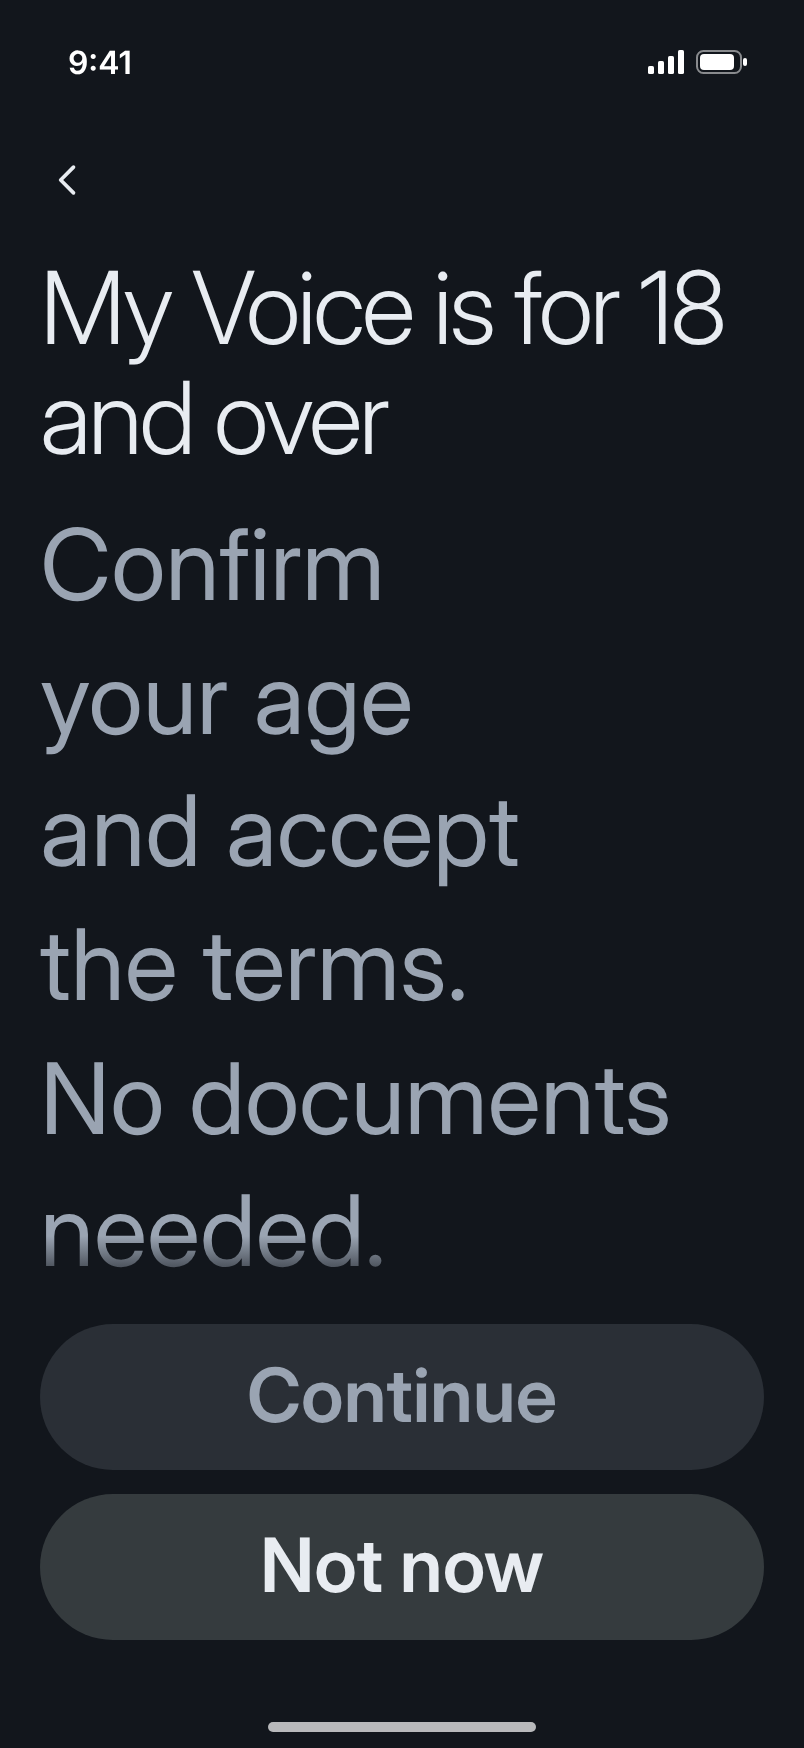 9:41
My Voice is for 18
and over
Confirm
your age
and accept
the terms.
No documents
needed.
Continue
Not now